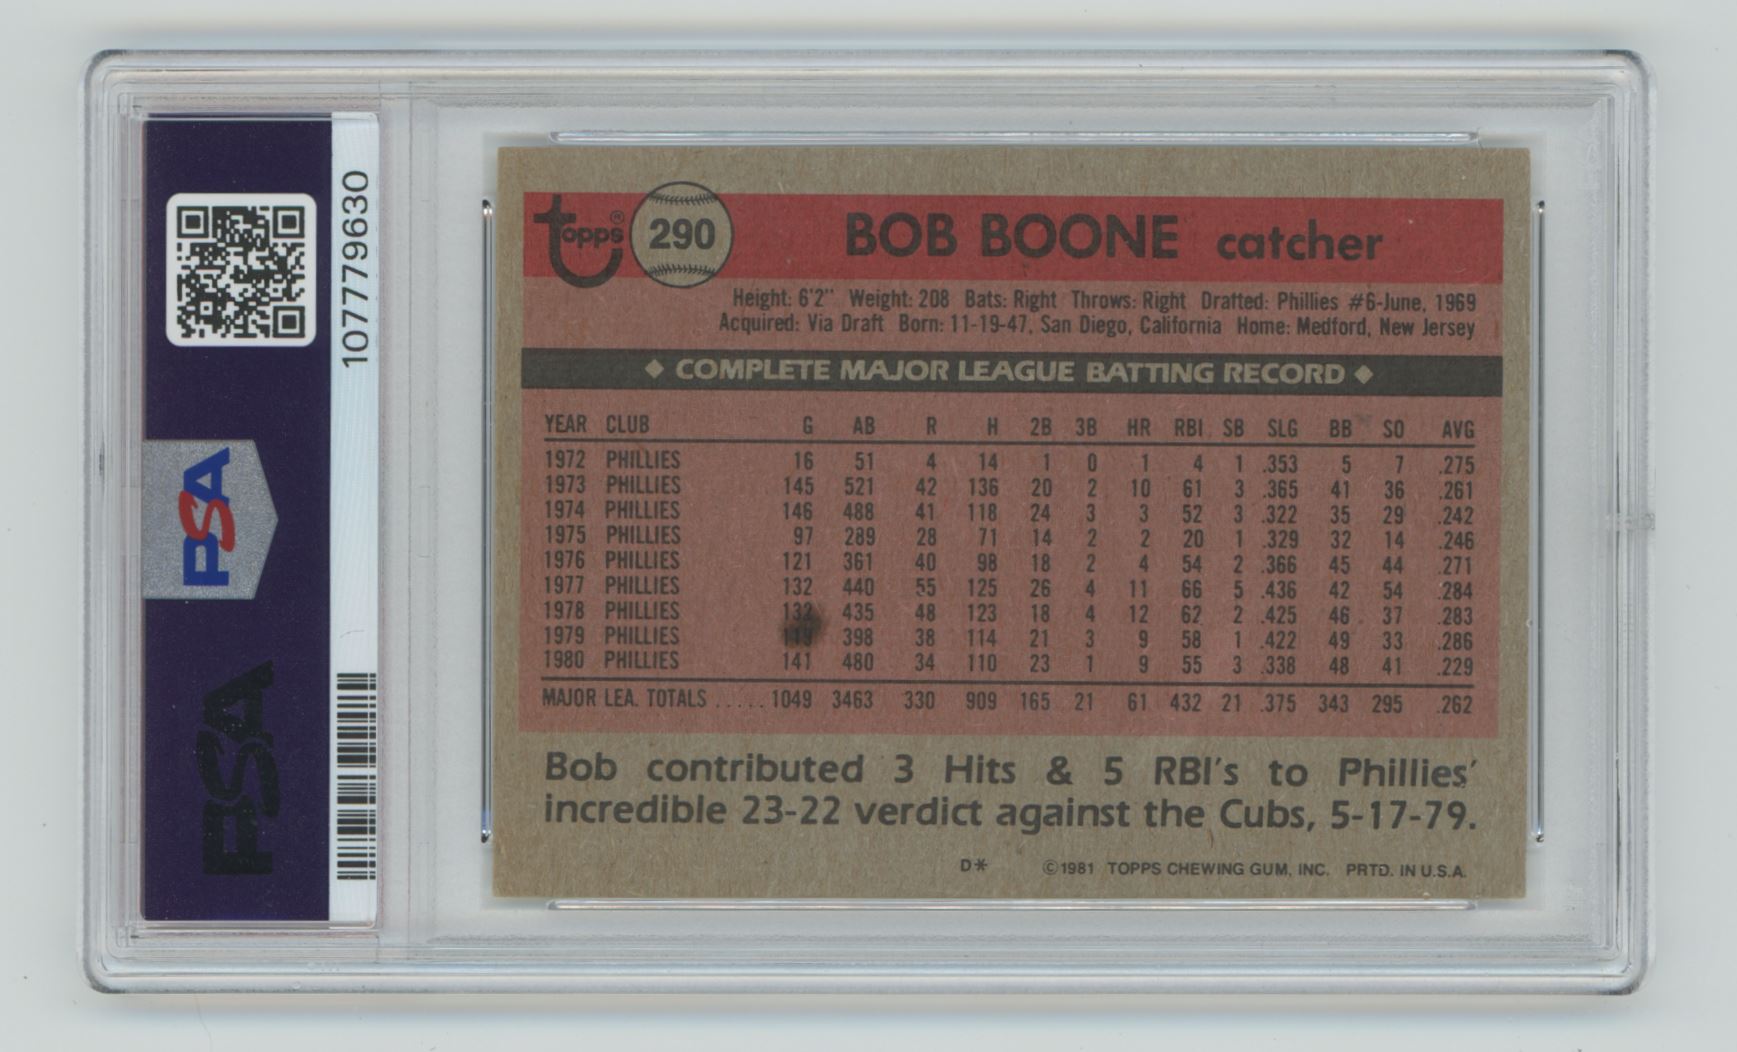 107779630
PSA
PSA
topps® 290 BOB BOONE catcher
Height: 6'2" Weight: 208 Bats: Right Throws: Right Drafted: Phillies #6-June, 1969
Acquired: Via Draft Born: 11-19-47, San Diego, California Home: Medford, New Jersey
◆ COMPLETE MAJOR LEAGUE BATTING RECORD ◆
YEAR CLUB G AB R H 2B 3B HR RBI SB SLG BB SO AVG
1972 PHILLIES 16 51 4 14 1 0 1 4 1 .353 5 7 .275
1973 PHILLIES 145 521 42 136 20 2 10 61 3 .365 41 36 .261
1974 PHILLIES 146 488 41 118 24 3 3 52 3 .322 35 29 .242
1975 PHILLIES 97 289 28 71 14 2 2 20 1 .329 32 14 .246
1976 PHILLIES 121 361 40 98 18 2 4 54 2 .366 45 44 .271
1977 PHILLIES 132 440 55 125 26 4 11 66 5 .436 42 54 .284
1978 PHILLIES 132 435 48 123 18 4 12 62 2 .425 46 37 .283
1979 PHILLIES 119 398 38 114 21 3 9 58 1 .422 49 33 .286
1980 PHILLIES 141 480 34 110 23 1 9 55 3 .338 48 41 .229
MAJOR LEA. TOTALS ..... 1049 3463 330 909 165 21 61 432 21 .375 343 295 .262
Bob contributed 3 Hits & 5 RBI's to Phillies'
incredible 23-22 verdict against the Cubs, 5-17-79.
D* ©1981 TOPPS CHEWING GUM, INC. PRTD. IN U.S.A.